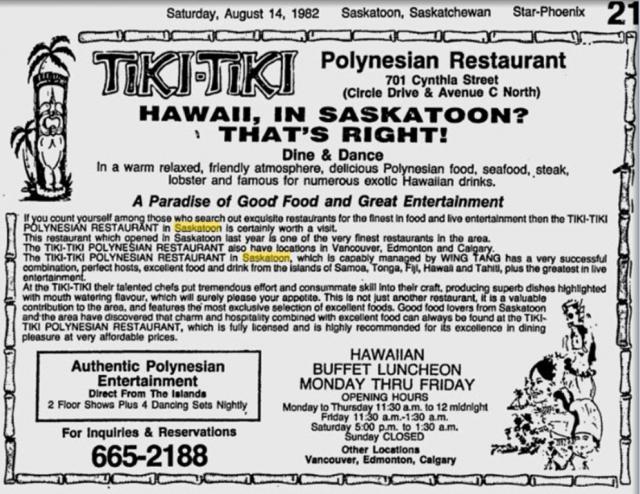 Saturday, August 14, 1982 Saskatoon, Saskatchewan Star-Phoenix 21
TIKI-TIKI Polynesian Restaurant
701 Cynthia Street
(Circle Drive & Avenue C North)
HAWAII, IN SASKATOON?
THAT'S RIGHT!
Dine & Dance
In a warm relaxed, friendly atmosphere, delicious Polynesian food, seafood, steak,
lobster and famous for numerous exotic Hawaiian drinks.
A Paradise of Good Food and Great Entertainment
If you count yourself among those who search out exquisite restaurants for the finest in food and live entertainment then the TIKI-TIKI
POLYNESIAN RESTAURANT in Saskatoon is certainly worth a visit.
This restaurant which opened in Saskatoon last year is one of the very finest restaurants in the area.
The TIKI-TIKI POLYNESIAN RESTAURANT also have locations in Vancouver, Edmonton and Calgary.
The TIKI-TIKI POLYNESIAN RESTAURANT in Saskatoon, which is capably managed by WING TANG has a very successful
combination, perfect hosts, excellent food and drink from the islands of Samoa, Tonga, Fiji, Hawaii and Tahiti, plus the greatest in live
entertainment.
At the TIKI-TIKI their talented chefs put tremendous effort and consummate skill into their craft, producing superb dishes highlighted
with mouth watering flavour, which will surely please your appetite. This is not just another restaurant, it is a valuable
contribution to the area, and features the most exclusive selection of excellent foods. Good food lovers from Saskatoon
and the area have discovered that charm and hospitality combined with excellent food can always be found at the TIKI-
TIKI POLYNESIAN RESTAURANT, which is fully licensed and is highly recommended for its excellence in dining
pleasure at very affordable prices.
Authentic Polynesian
Entertainment
Direct From The Islands
2 Floor Shows Plus 4 Dancing Sets Nightly
For Inquiries & Reservations
665-2188
HAWAIIAN
BUFFET LUNCHEON
MONDAY THRU FRIDAY
OPENING HOURS
Monday to Thursday 11:30 a.m. to 12 midnight
Friday 11:30 a.m.-1:30 a.m.
Saturday 5:00 p.m. to 1:30 a.m.
Sunday CLOSED
Other Locations
Vancouver, Edmonton, Calgary